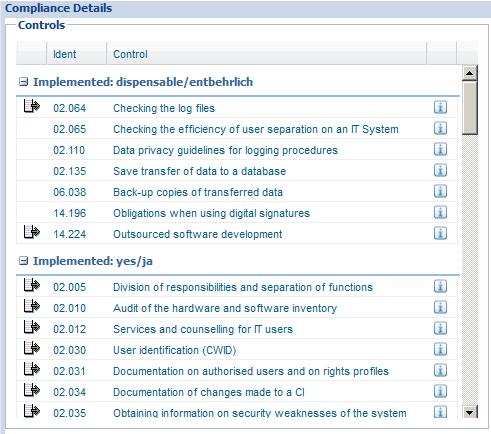 Compliance Details
Controls
Ident Control
Implemented: dispensable/entbehrlich
02.064 Checking the log files
02.065 Checking the efficiency of user separation on an IT System
02.110 Data privacy guidelines for logging procedures
02.135 Save transfer of data to a database
06.038 Back-up copies of transferred data
14.196 Obligations when using digital signatures
14.224 Outsourced software development
Implemented: yes/ja
02.005 Division of responsibilities and separation of functions
02.010 Audit of the hardware and software inventory
02.012 Services and counselling for IT users
02.030 User identification (CWID)
02.031 Documentation on authorised users and on rights profiles
02.034 Documentation of changes made to a CI
02.035 Obtaining information on security weaknesses of the system